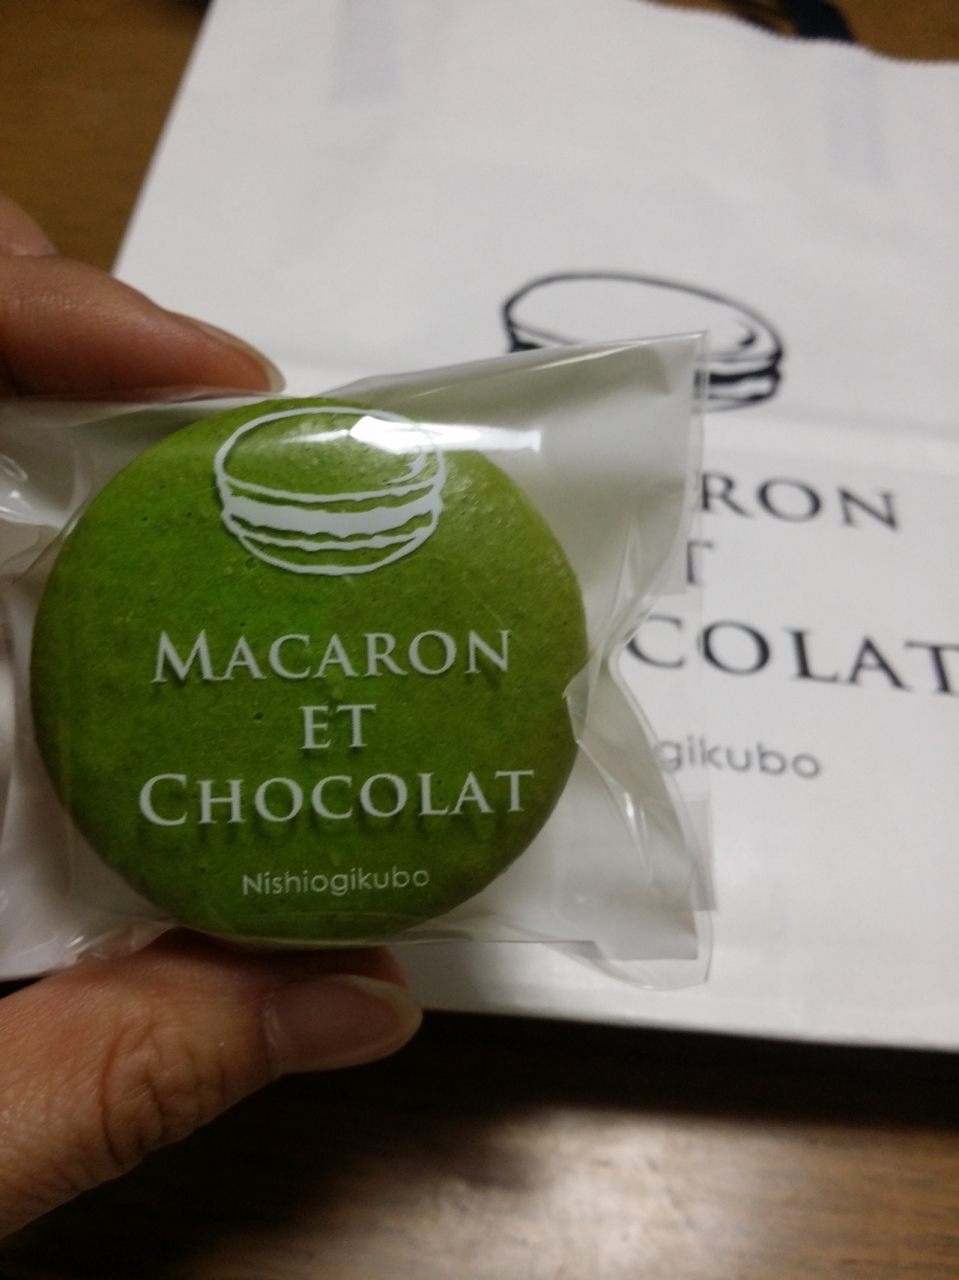 MACARON
ET
CHOCOLAT
Nishiogikubo
RON
T
COLAT
gikubo